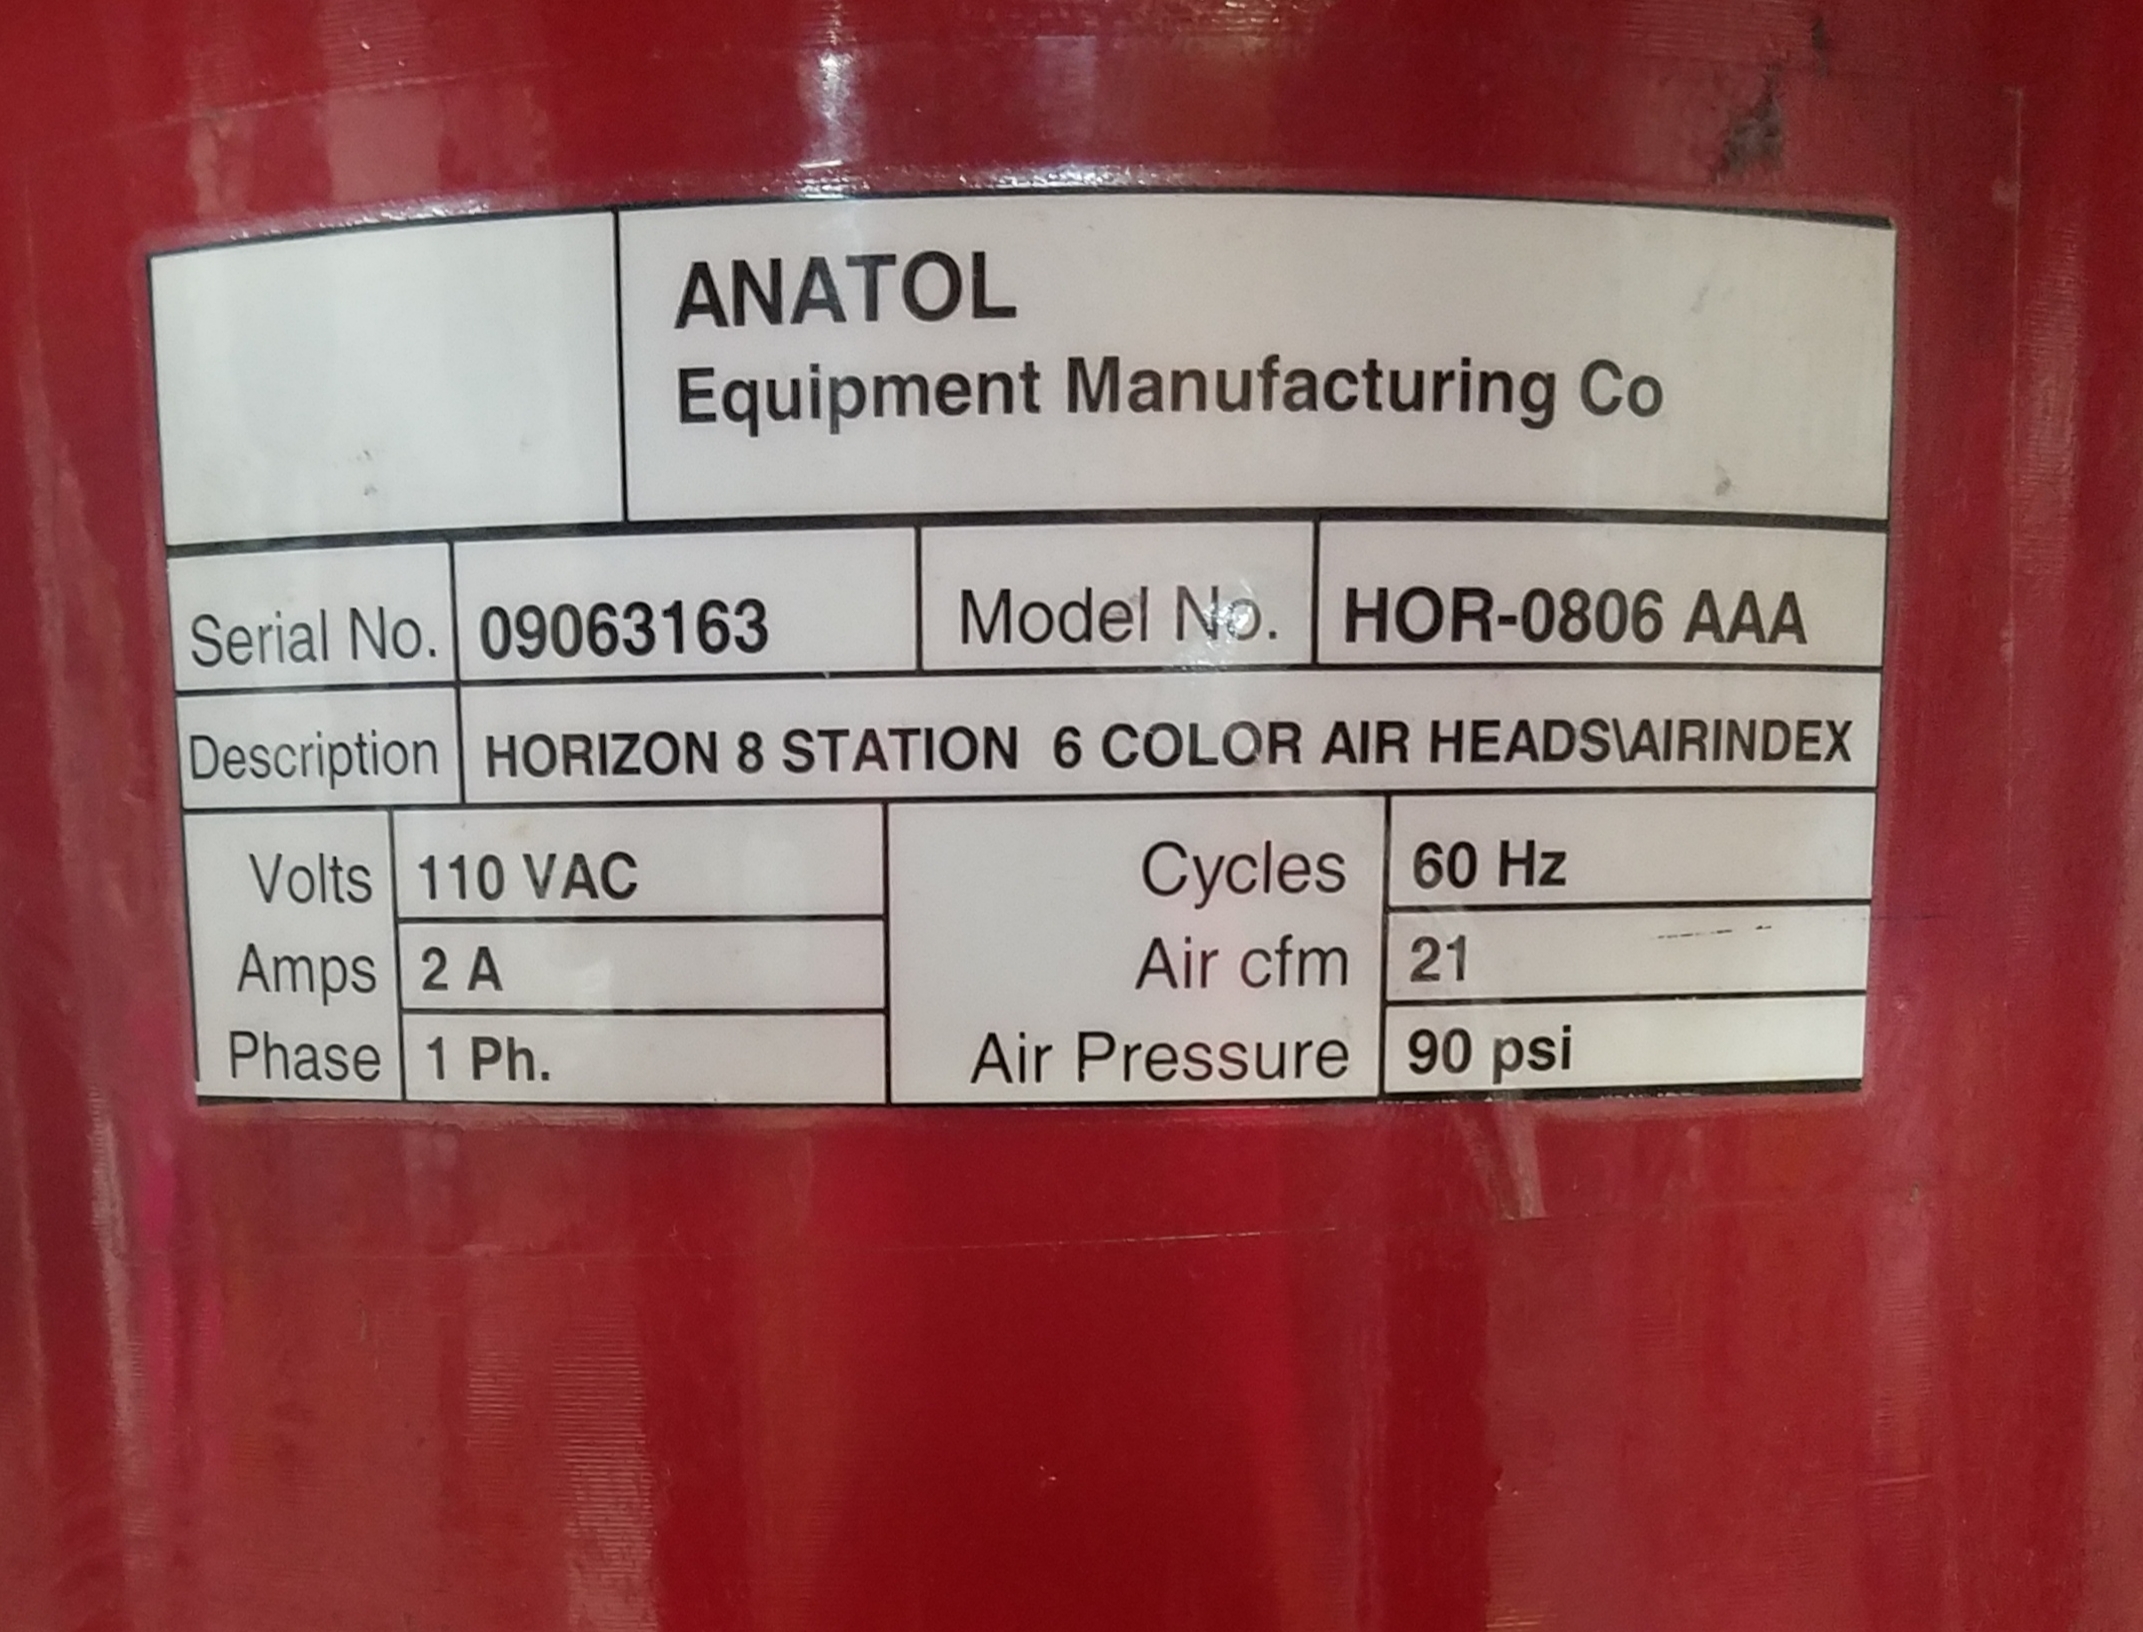 ANATOL
Equipment Manufacturing Co
Serial No. 09063163 Model No. HOR-0806 AAA
Description HORIZON 8 STATION 6 COLOR AIR HEADS\AIRINDEX
Volts 110 VAC Cycles 60 Hz
Amps 2 A Air cfm 21
Phase 1 Ph. Air Pressure 90 psi